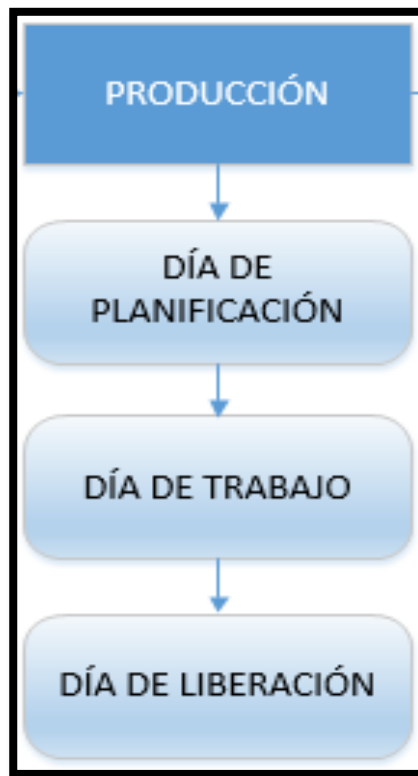 PRODUCCIÓN
DÍA DE
PLANIFICACIÓN
DÍA DE TRABAJO
DÍA DE LIBERACIÓN